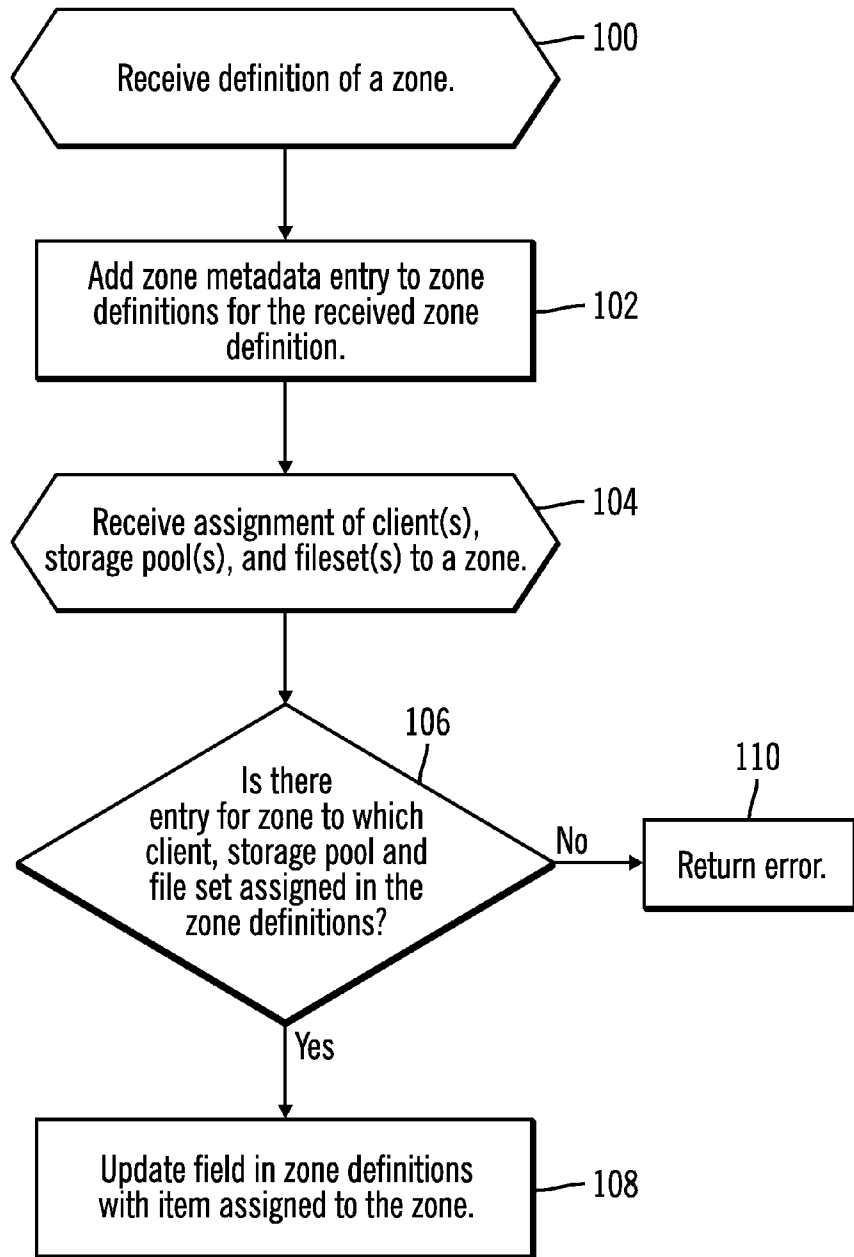 100
Receive definition of a zone.
Add zone metadata entry to zone
definitions for the received zone
definition.
102
104
Receive assignment of client(s),
storage pool(s), and fileset(s) to a zone.
106
Is there
entry for zone to which
client, storage pool and
file set assigned in the
zone definitions?
No
110
Return error.
Yes
Update field in zone definitions
with item assigned to the zone.
108